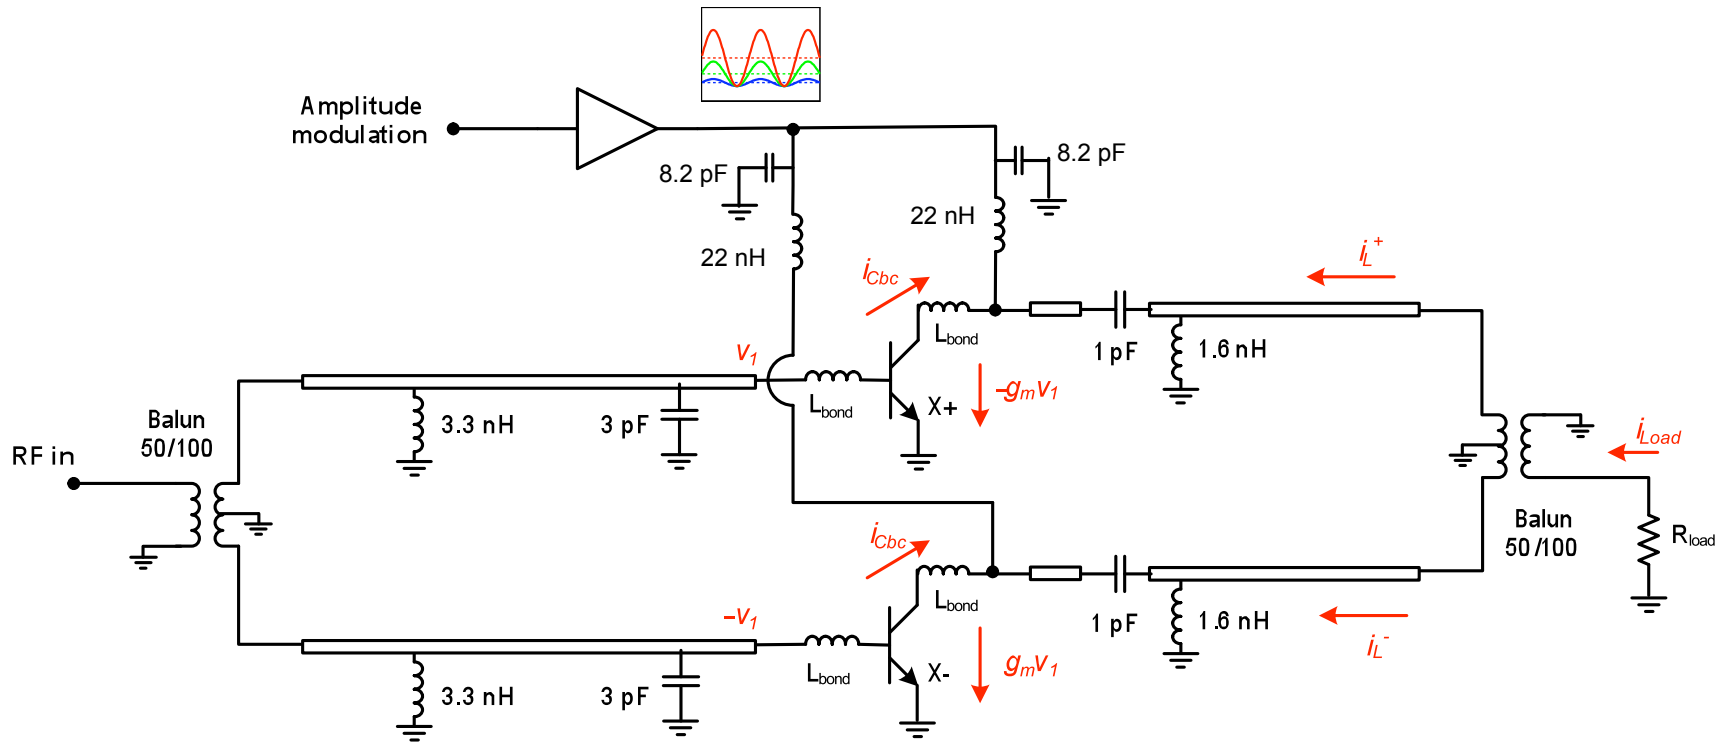 Amplitude
modulation
8.2 pF
8.2 pF
22 nH
22 nH
iCbc
iL+
Lbond
1 pF
1.6 nH
v1
Lbond
X+
–gmv1
Balun
50/100
3.3 nH
3 pF
RF in
iLoad
Balun
50/100
Rload
iCbc
Lbond
1 pF
1.6 nH
–v1
Lbond
X-
gmv1
iL-
3.3 nH
3 pF